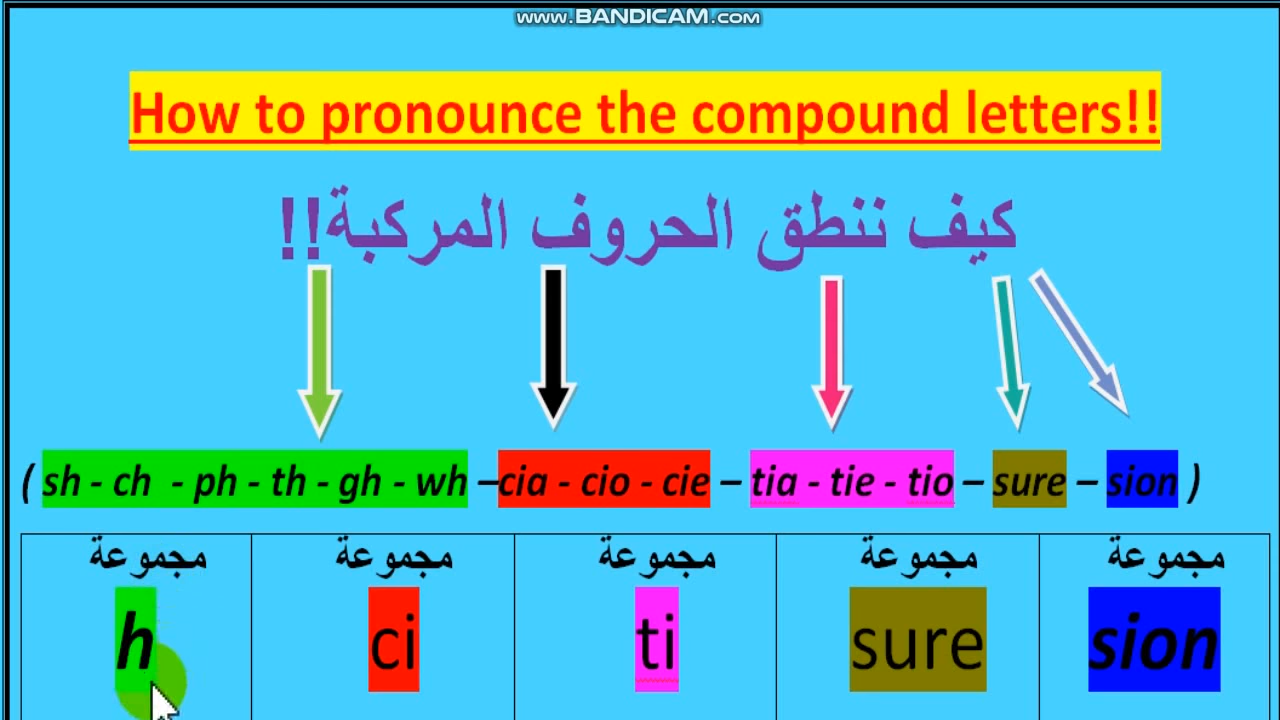 www.BANDICAM.com
How to pronounce the compound letters!!
كيف ننطق الحروف المركبة!!
( sh - ch - ph - th - gh - wh –cia - cio - cie – tia - tie - tio – sure – sion )
مجموعة مجموعة مجموعة مجموعة مجموعة
h ci ti sure sion